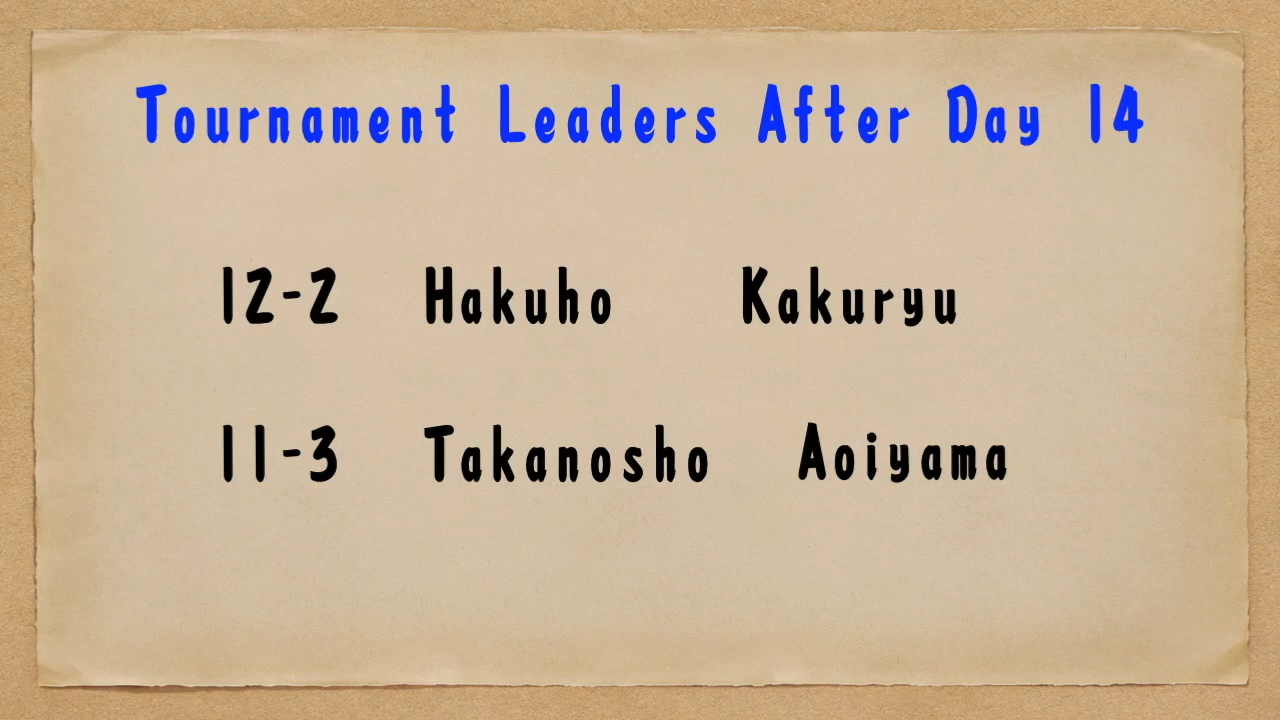 Tournament Leaders After Day 14
12-2 Hakuho Kakuryu
11-3 Takanosho Aoiyama